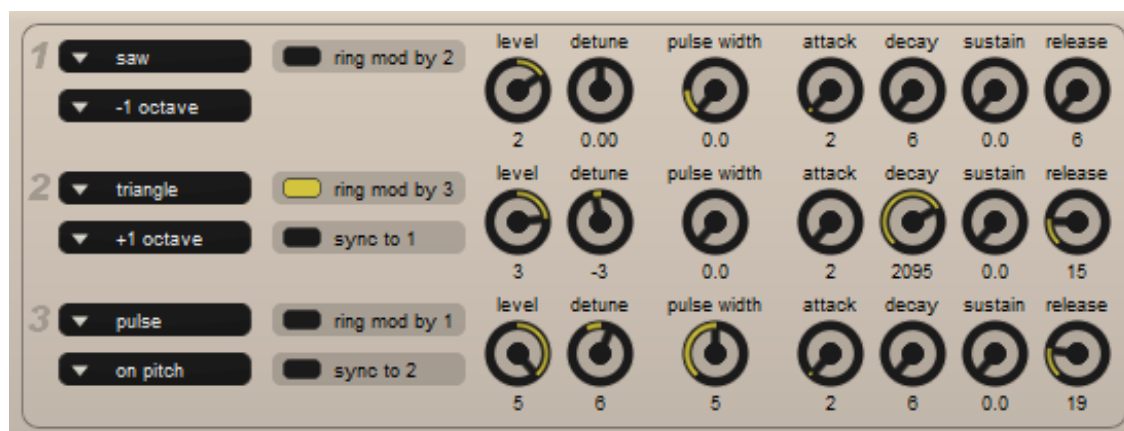 level detune pulse width attack decay sustain release
1 saw ring mod by 2
-1 octave
2 0.00 0.0 2 6 0.0 6
level detune pulse width attack decay sustain release
2 triangle ring mod by 3
+1 octave sync to 1
3 -3 0.0 2 2095 0.0 15
level detune pulse width attack decay sustain release
3 pulse ring mod by 1
on pitch sync to 2
5 6 5 2 6 0.0 19